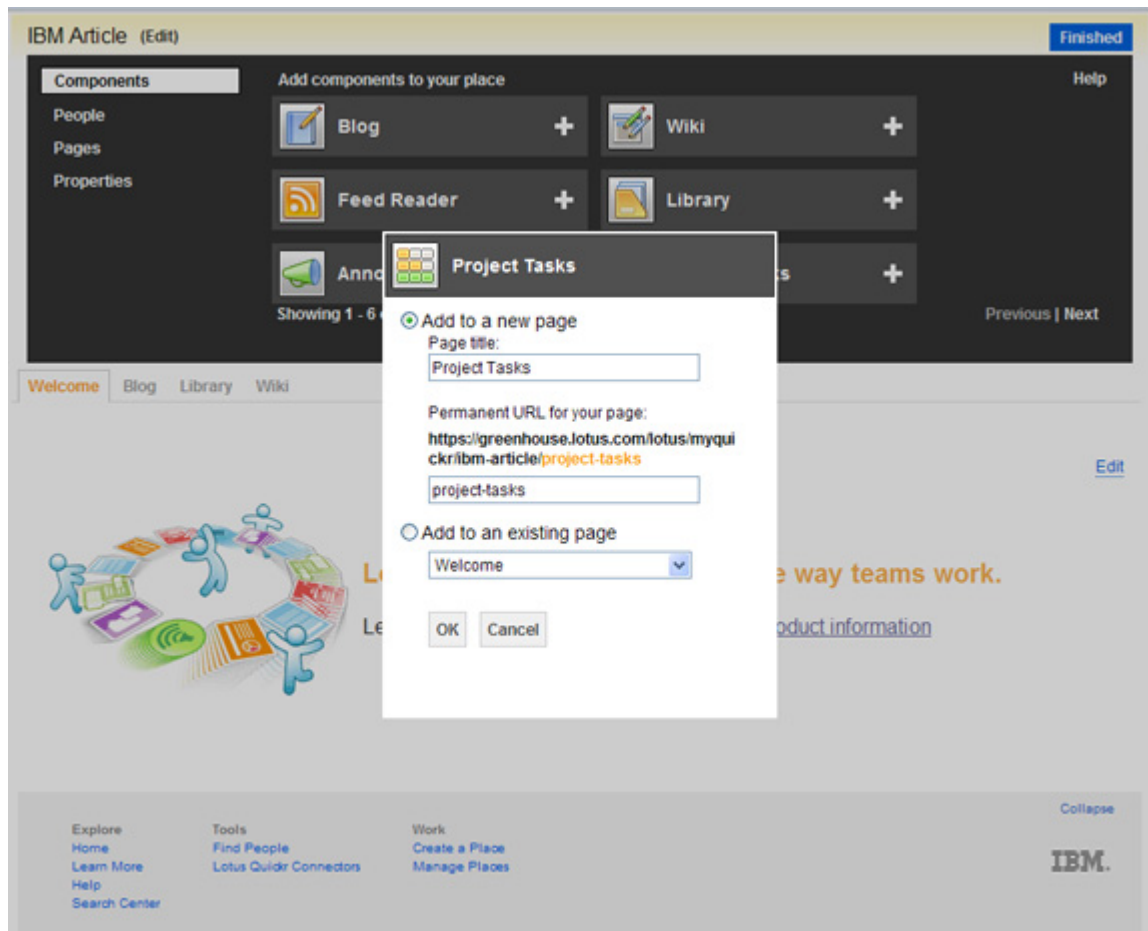 IBM Article (Edit)
Finished
Components
Add components to your place
Help
People
Blog
Wiki
Pages
Properties
Feed Reader
Library
Project Tasks
Showing 1 - 6
Previous | Next
Add to a new page
Page title:
Project Tasks
Welcome Blog Library Wiki
Permanent URL for your page:
https://greenhouse.lotus.com/lotus/myqui
ckr/ibm-article/project-tasks
Edit
project-tasks
Add to an existing page
Welcome
way teams work.
OK Cancel
information
Collapse
Explore
Home
Learn More
Help
Search Center
Tools
Find People
Lotus Quickr Connectors
Work
Create a Place
Manage Places
IBM.